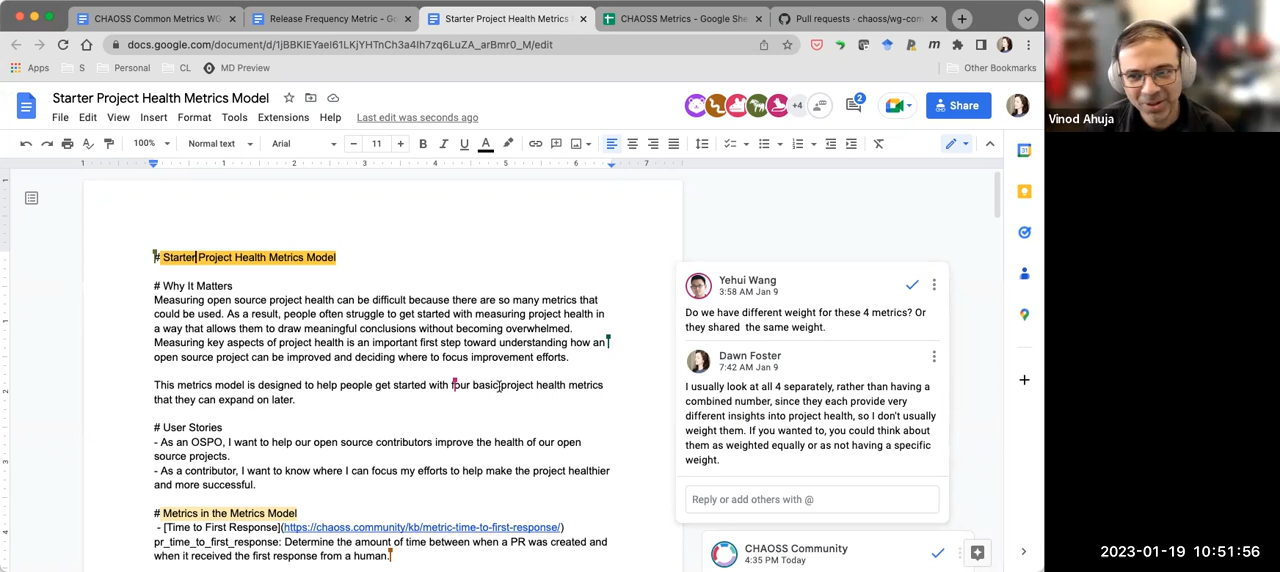 CHAOSS Common Metrics WG
Release Frequency Metric - G
Starter Project Health Metrics
CHAOSS Metrics - Google She
Pull requests · chaoss/wg-com
docs.google.com/document/d/1jBBKIEYaeI61LKjYHTnCh3a4Ih7zq6LuZA_arBmr0_M/edit
Apps
S
Personal
CL
MD Preview
Other Bookmarks
Starter Project Health Metrics Model
File Edit View Insert Format Tools Extensions Help
Last edit was seconds ago
+4
2
Share
100%
Normal text
Arial
11
1 1 2 3 4 5 6 7
# Starter Project Health Metrics Model
# Why It Matters
Measuring open source project health can be difficult because there are so many metrics that
could be used. As a result, people often struggle to get started with measuring project health in
a way that allows them to draw meaningful conclusions without becoming overwhelmed.
Measuring key aspects of project health is an important first step toward understanding how an
open source project can be improved and deciding where to focus improvement efforts.
This metrics model is designed to help people get started with four basic project health metrics
that they can expand on later.
# User Stories
- As an OSPO, I want to help our open source contributors improve the health of our open
source projects.
- As a contributor, I want to know where I can focus my efforts to help make the project healthier
and more successful.
# Metrics in the Metrics Model
- [Time to First Response](https://chaoss.community/kb/metric-time-to-first-response/)
pr_time_to_first_response: Determine the amount of time between when a PR was created and
when it received the first response from a human.
Yehui Wang
3:58 AM Jan 9
Do we have different weight for these 4 metrics? Or
they shared the same weight.
Dawn Foster
7:42 AM Jan 9
I usually look at all 4 separately, rather than having a
combined number, since they each provide very
different insights into project health, so I don't usually
weight them. If you wanted to, you could think about
them as weighted equally or as not having a specific
weight.
Reply or add others with @
CHAOSS Community
4:35 PM Today
Vinod Ahuja
2023-01-19 10:51:56